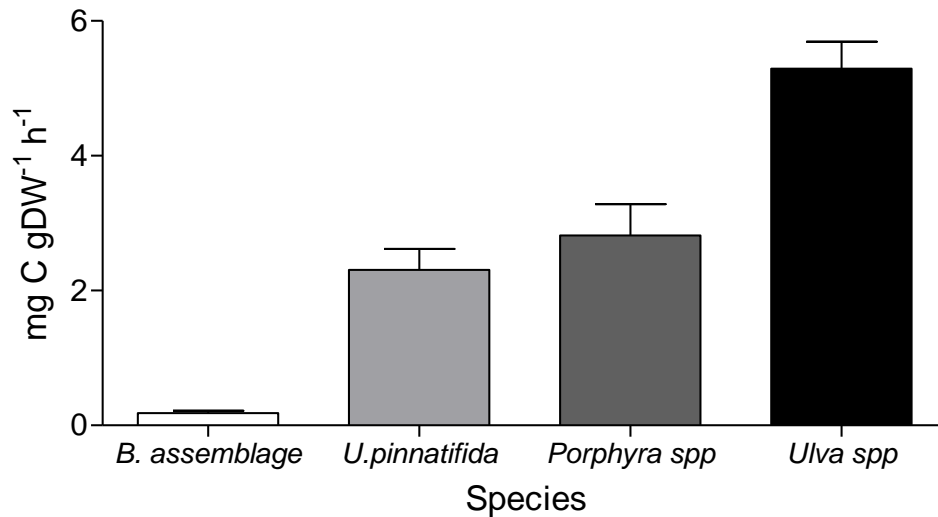 6
4
2
0
mg C gDW⁻¹ h⁻¹
B. assemblage U.pinnatifida Porphyra spp Ulva spp
Species